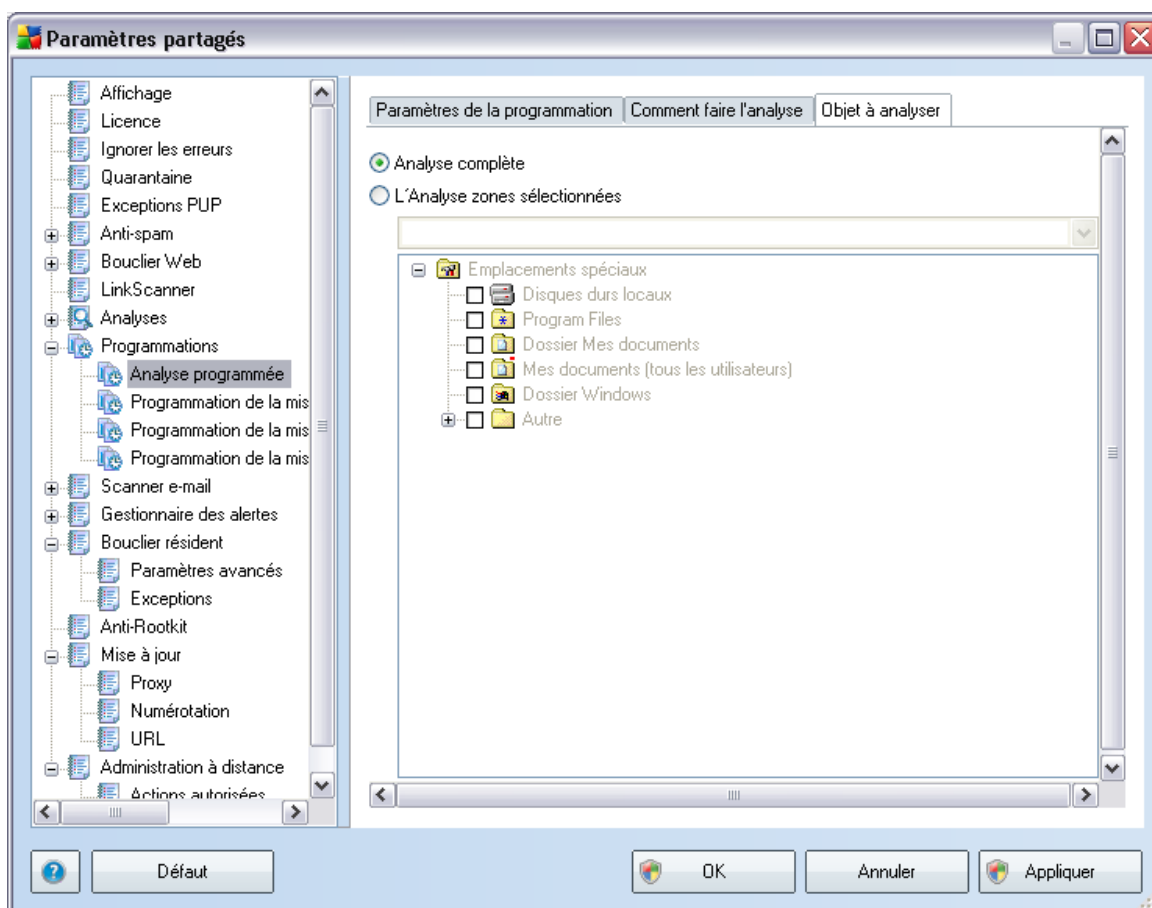 Paramètres partagés
Affichage
Licence
Ignorer les erreurs
Quarantaine
Exceptions PUP
Anti-spam
Bouclier Web
LinkScanner
Analyses
Programmations
Analyse programmée
Programmation de la mis
Programmation de la mis
Programmation de la mis
Scanner e-mail
Gestionnaire des alertes
Bouclier résident
Paramètres avancés
Exceptions
Anti-Rootkit
Mise à jour
Proxy
Numérotation
URL
Administration à distance
Actions autorisées
Paramètres de la programmation
Comment faire l'analyse
Objet à analyser
Analyse complète
L´Analyse zones sélectionnées
Emplacements spéciaux
Disques durs locaux
Program Files
Dossier Mes documents
Mes documents (tous les utilisateurs)
Dossier Windows
Autre
Défaut
OK
Annuler
Appliquer